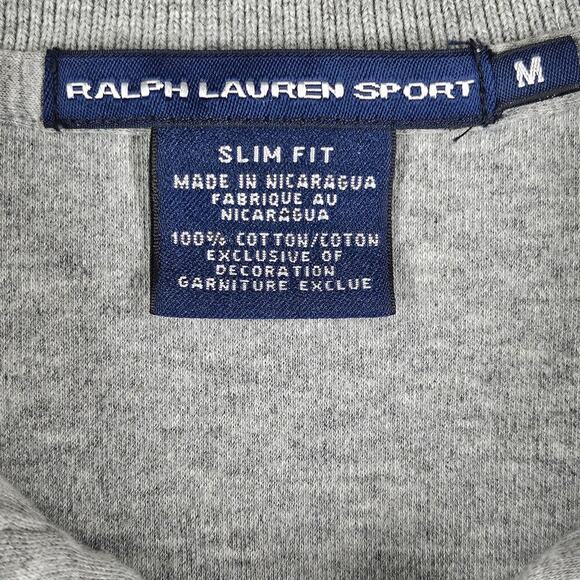 RALPH LAUREN SPORT
M
SLIM FIT
MADE IN NICARAGUA
FABRIQUE AU
NICARAGUA
100% COTTON/COTON
EXCLUSIVE OF
DECORATION
GARNITURE EXCLUE